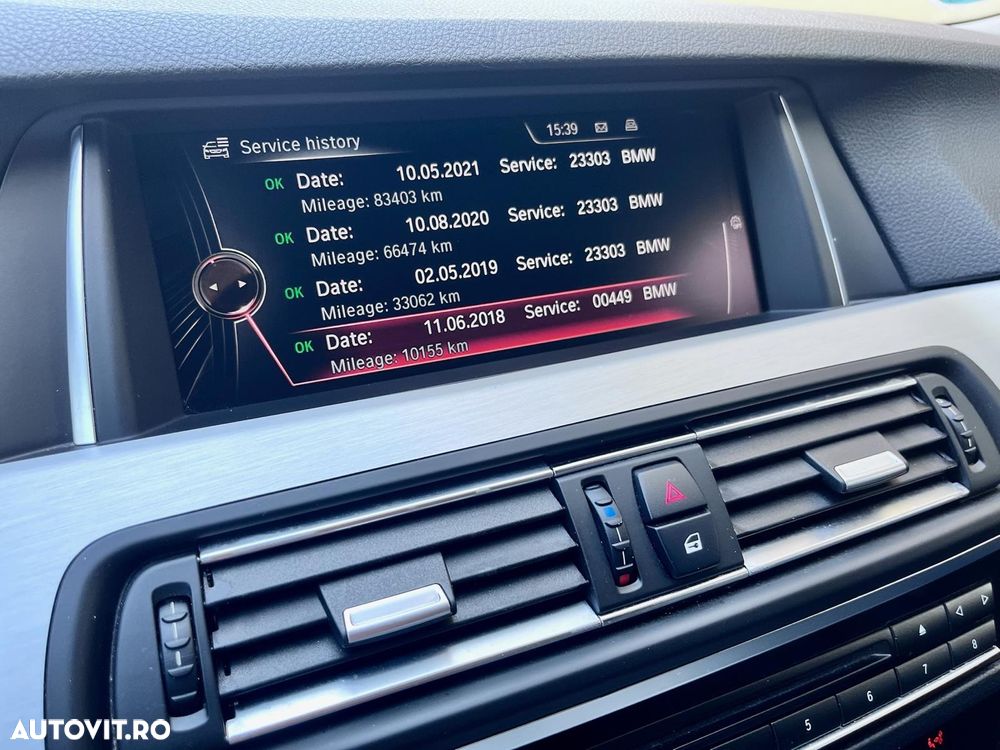 Service history
15:39
OK Date: 10.05.2021 Service: 23303 BMW
Mileage: 83403 km
OK Date: 10.08.2020 Service: 23303 BMW
Mileage: 66474 km
OK Date: 02.05.2019 Service: 23303 BMW
Mileage: 33062 km
OK Date: 11.06.2018 Service: 00449 BMW
Mileage: 10155 km
5 6 7 8
AUTOVIT.RO